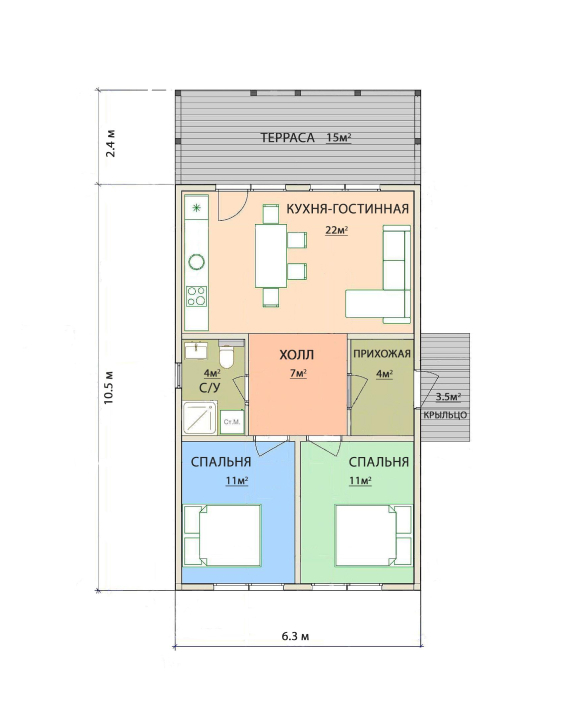 2.4 м
ТЕРРАСА 15м²
КУХНЯ-ГОСТИННАЯ
22м²
10.5 м
4м²
С/У
Ст.М.
ХОЛЛ
7м²
ПРИХОЖАЯ
4м²
3.5м²
КРЫЛЬЦО
СПАЛЬНЯ
11м²
СПАЛЬНЯ
11м²
6.3 м